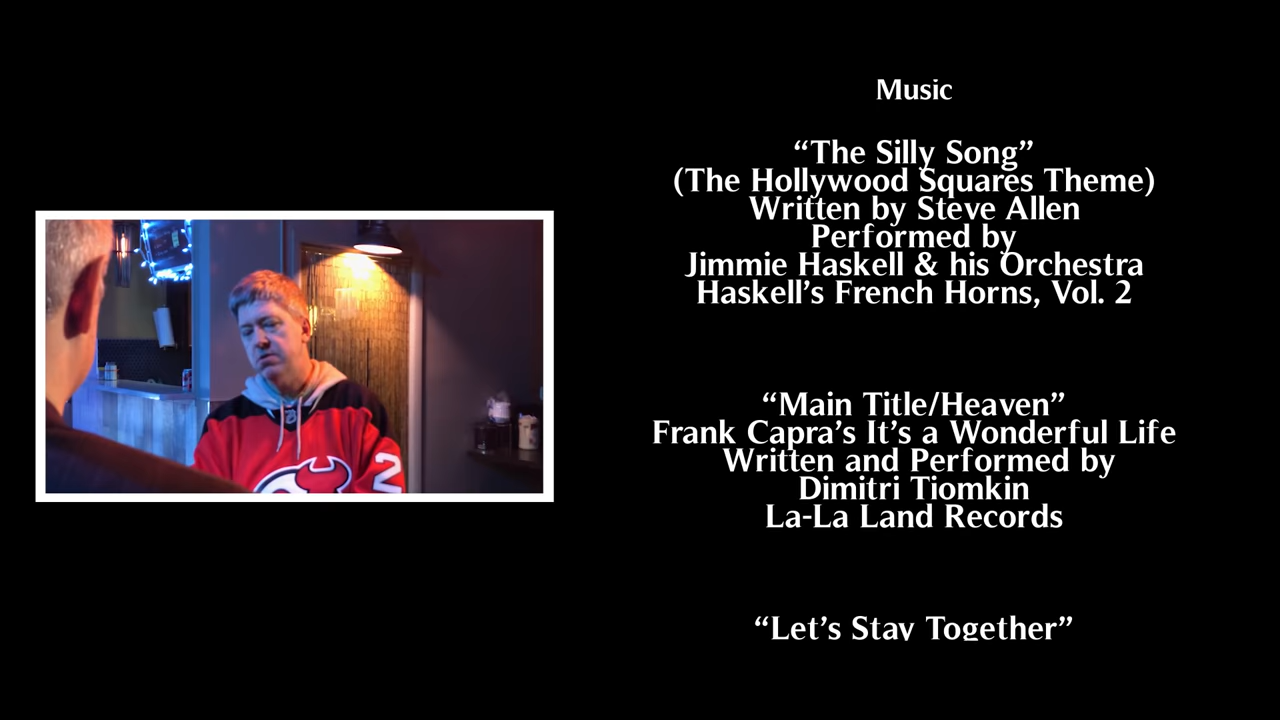 Music
“The Silly Song”
(The Hollywood Squares Theme)
Written by Steve Allen
Performed by
Jimmie Haskell & his Orchestra
Haskell’s French Horns, Vol. 2
“Main Title/Heaven”
Frank Capra’s It’s a Wonderful Life
Written and Performed by
Dimitri Tiomkin
La-La Land Records
“Let’s Stay Together”
2